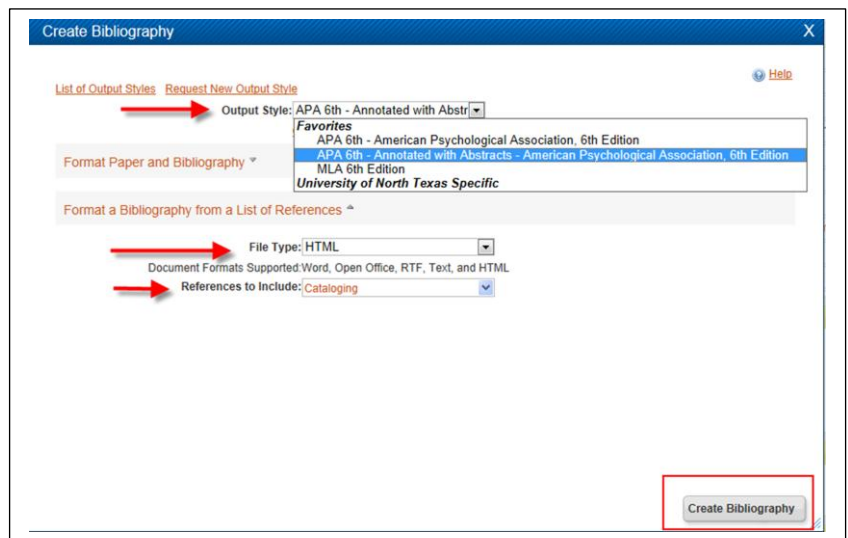 Create Bibliography X
Help
List of Output Styles Request New Output Style
Output Style: APA 6th - Annotated with Abstr
Favorites
APA 6th - American Psychological Association, 6th Edition
APA 6th - Annotated with Abstracts - American Psychological Association, 6th Edition
MLA 6th Edition
University of North Texas Specific
Format Paper and Bibliography
Format a Bibliography from a List of References
File Type: HTML
Document Formats Supported:Word, Open Office, RTF, Text, and HTML
References to Include: Cataloging
Create Bibliography